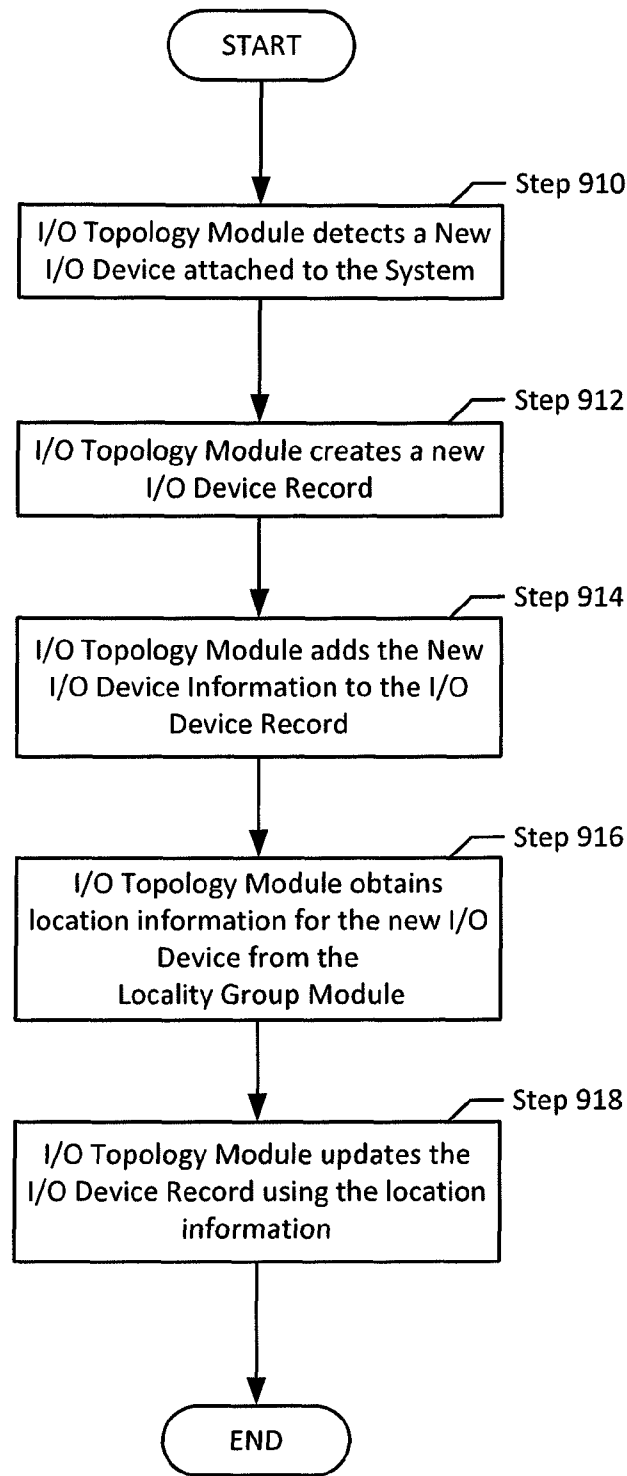 START
Step 910
I/O Topology Module detects a New
I/O Device attached to the System
Step 912
I/O Topology Module creates a new
I/O Device Record
Step 914
I/O Topology Module adds the New
I/O Device Information to the I/O
Device Record
Step 916
I/O Topology Module obtains
location information for the new I/O
Device from the
Locality Group Module
Step 918
I/O Topology Module updates the
I/O Device Record using the location
information
END